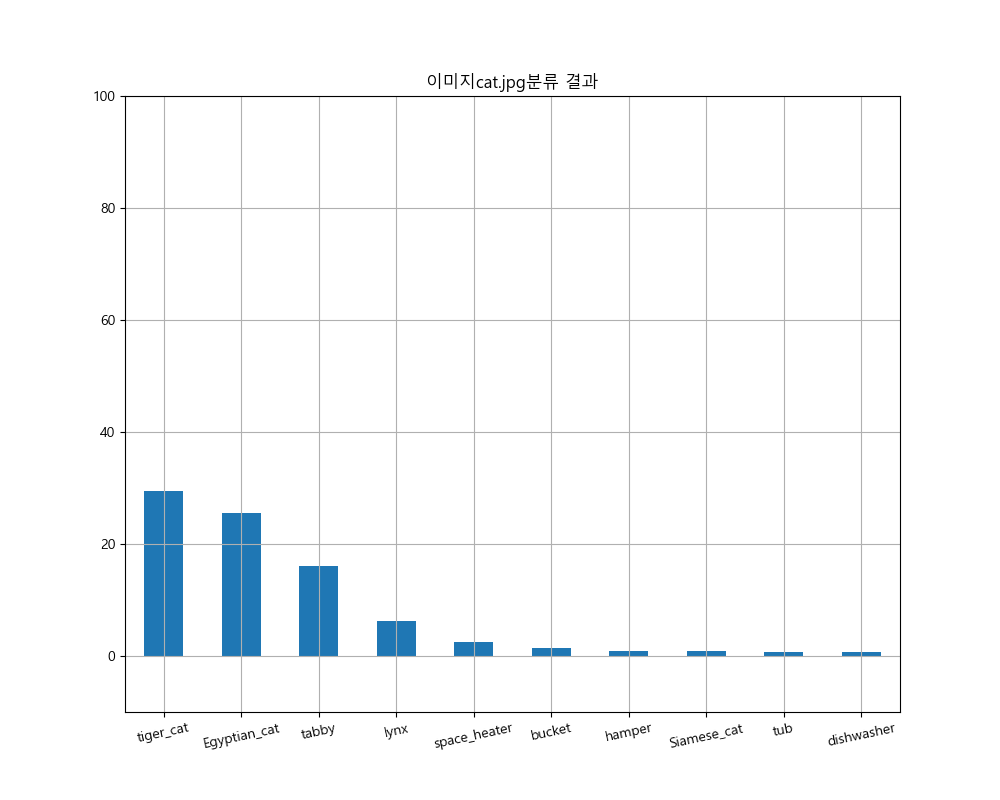 이미지cat.jpg분류 결과
100
80
60
40
20
0
tiger_cat
Egyptian_cat
tabby
lynx
space_heater
bucket
hamper
Siamese_cat
tub
dishwasher